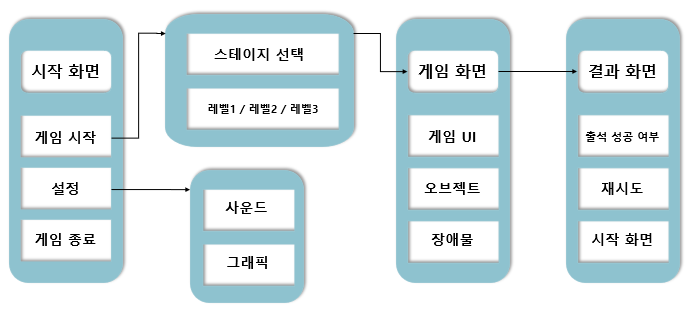 시작 화면
게임 시작
설정
게임 종료
스테이지 선택
레벨1 / 레벨2 / 레벨3
사운드
그래픽
게임 화면
게임 UI
오브젝트
장애물
결과 화면
출석 성공 여부
재시도
시작 화면